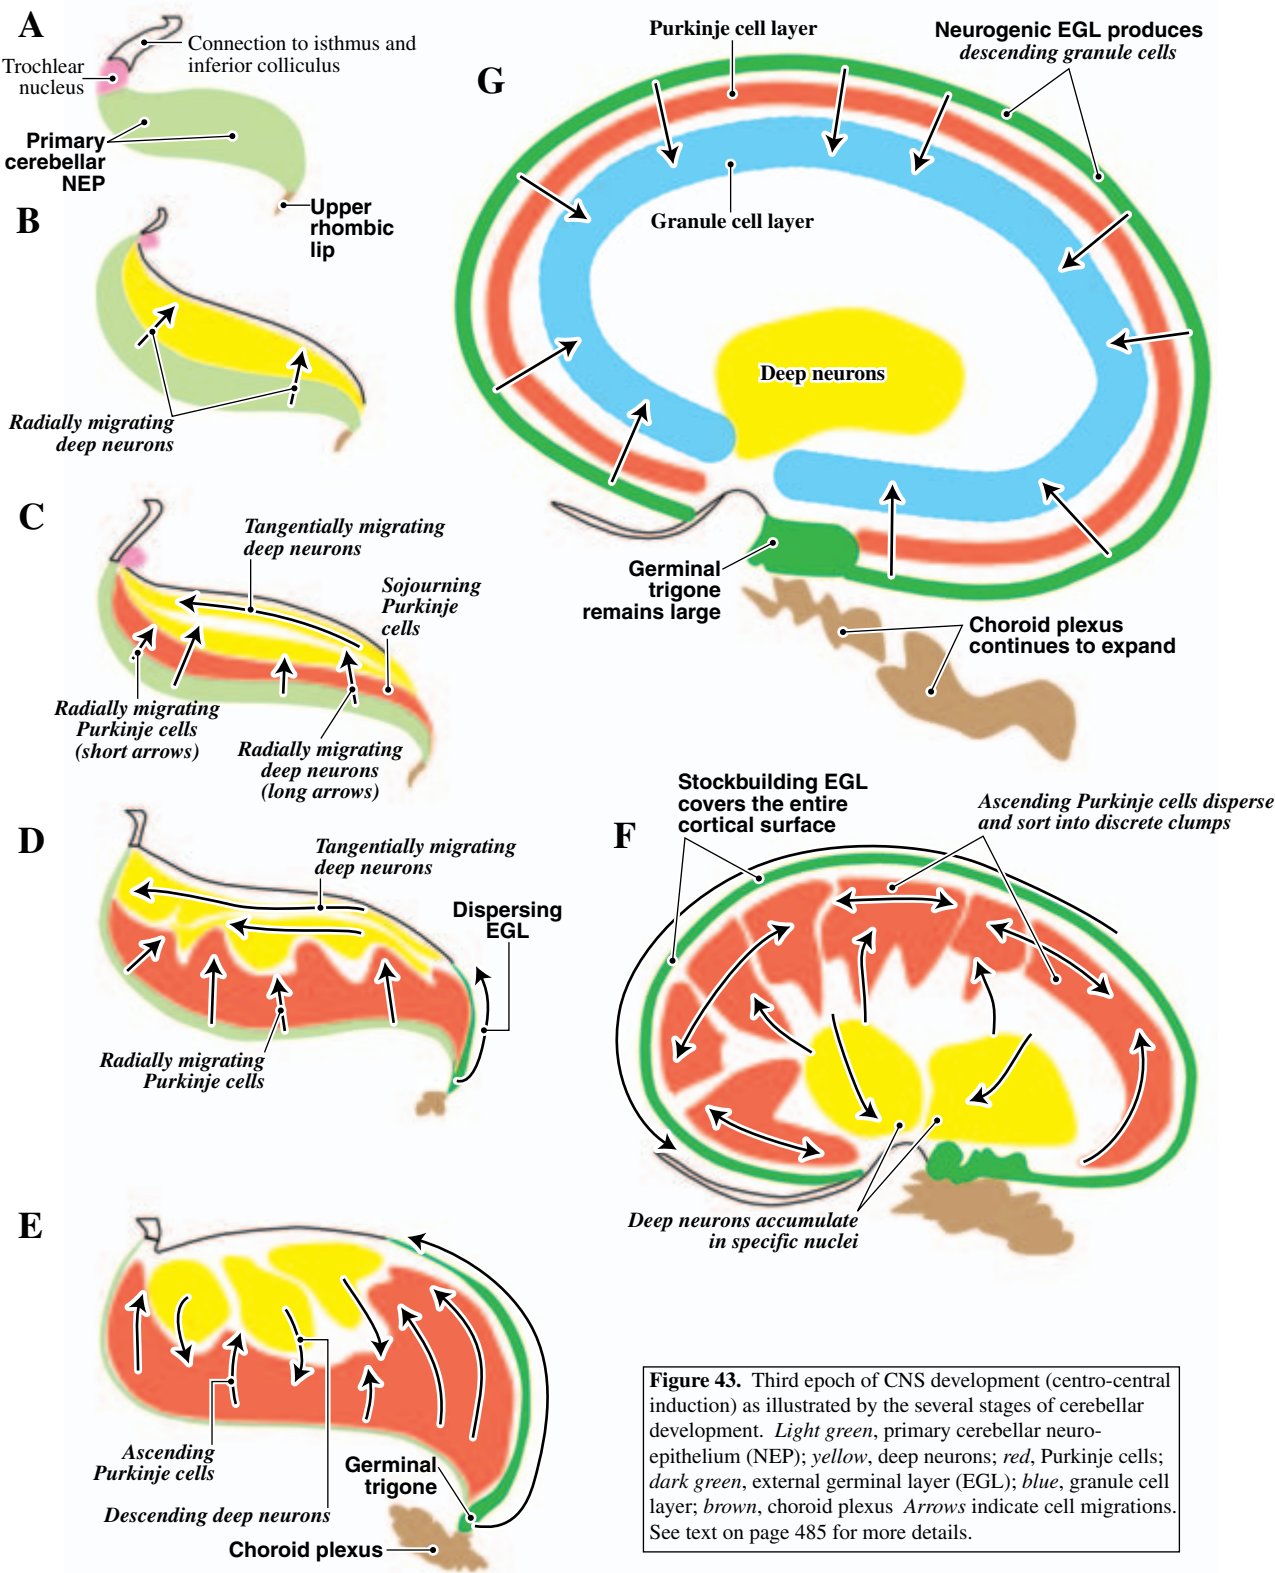 A
Connection to isthmus and
inferior colliculus
Trochlear
nucleus
Primary
cerebellar
NEP
Upper
rhombic
lip
B
Radially migrating
deep neurons
C
Tangentially migrating
deep neurons
Sojourning
Purkinje
cells
Radially migrating
Purkinje cells
(short arrows)
Radially migrating
deep neurons
(long arrows)
D
Tangentially migrating
deep neurons
Dispersing
EGL
Radially migrating
Purkinje cells
E
Ascending
Purkinje cells
Descending deep neurons
Germinal
trigone
Choroid plexus
G
Purkinje cell layer
Neurogenic EGL produces
descending granule cells
Granule cell layer
Deep neurons
Germinal
trigone
remains large
Choroid plexus
continues to expand
F
Stockbuilding EGL
covers the entire
cortical surface
Ascending Purkinje cells disperse
and sort into discrete clumps
Deep neurons accumulate
in specific nuclei
Figure 43. Third epoch of CNS development (centro-central
induction) as illustrated by the several stages of cerebellar
development. Light green, primary cerebellar neuro-
epithelium (NEP); yellow, deep neurons; red, Purkinje cells;
dark green, external germinal layer (EGL); blue, granule cell
layer; brown, choroid plexus Arrows indicate cell migrations.
See text on page 485 for more details.